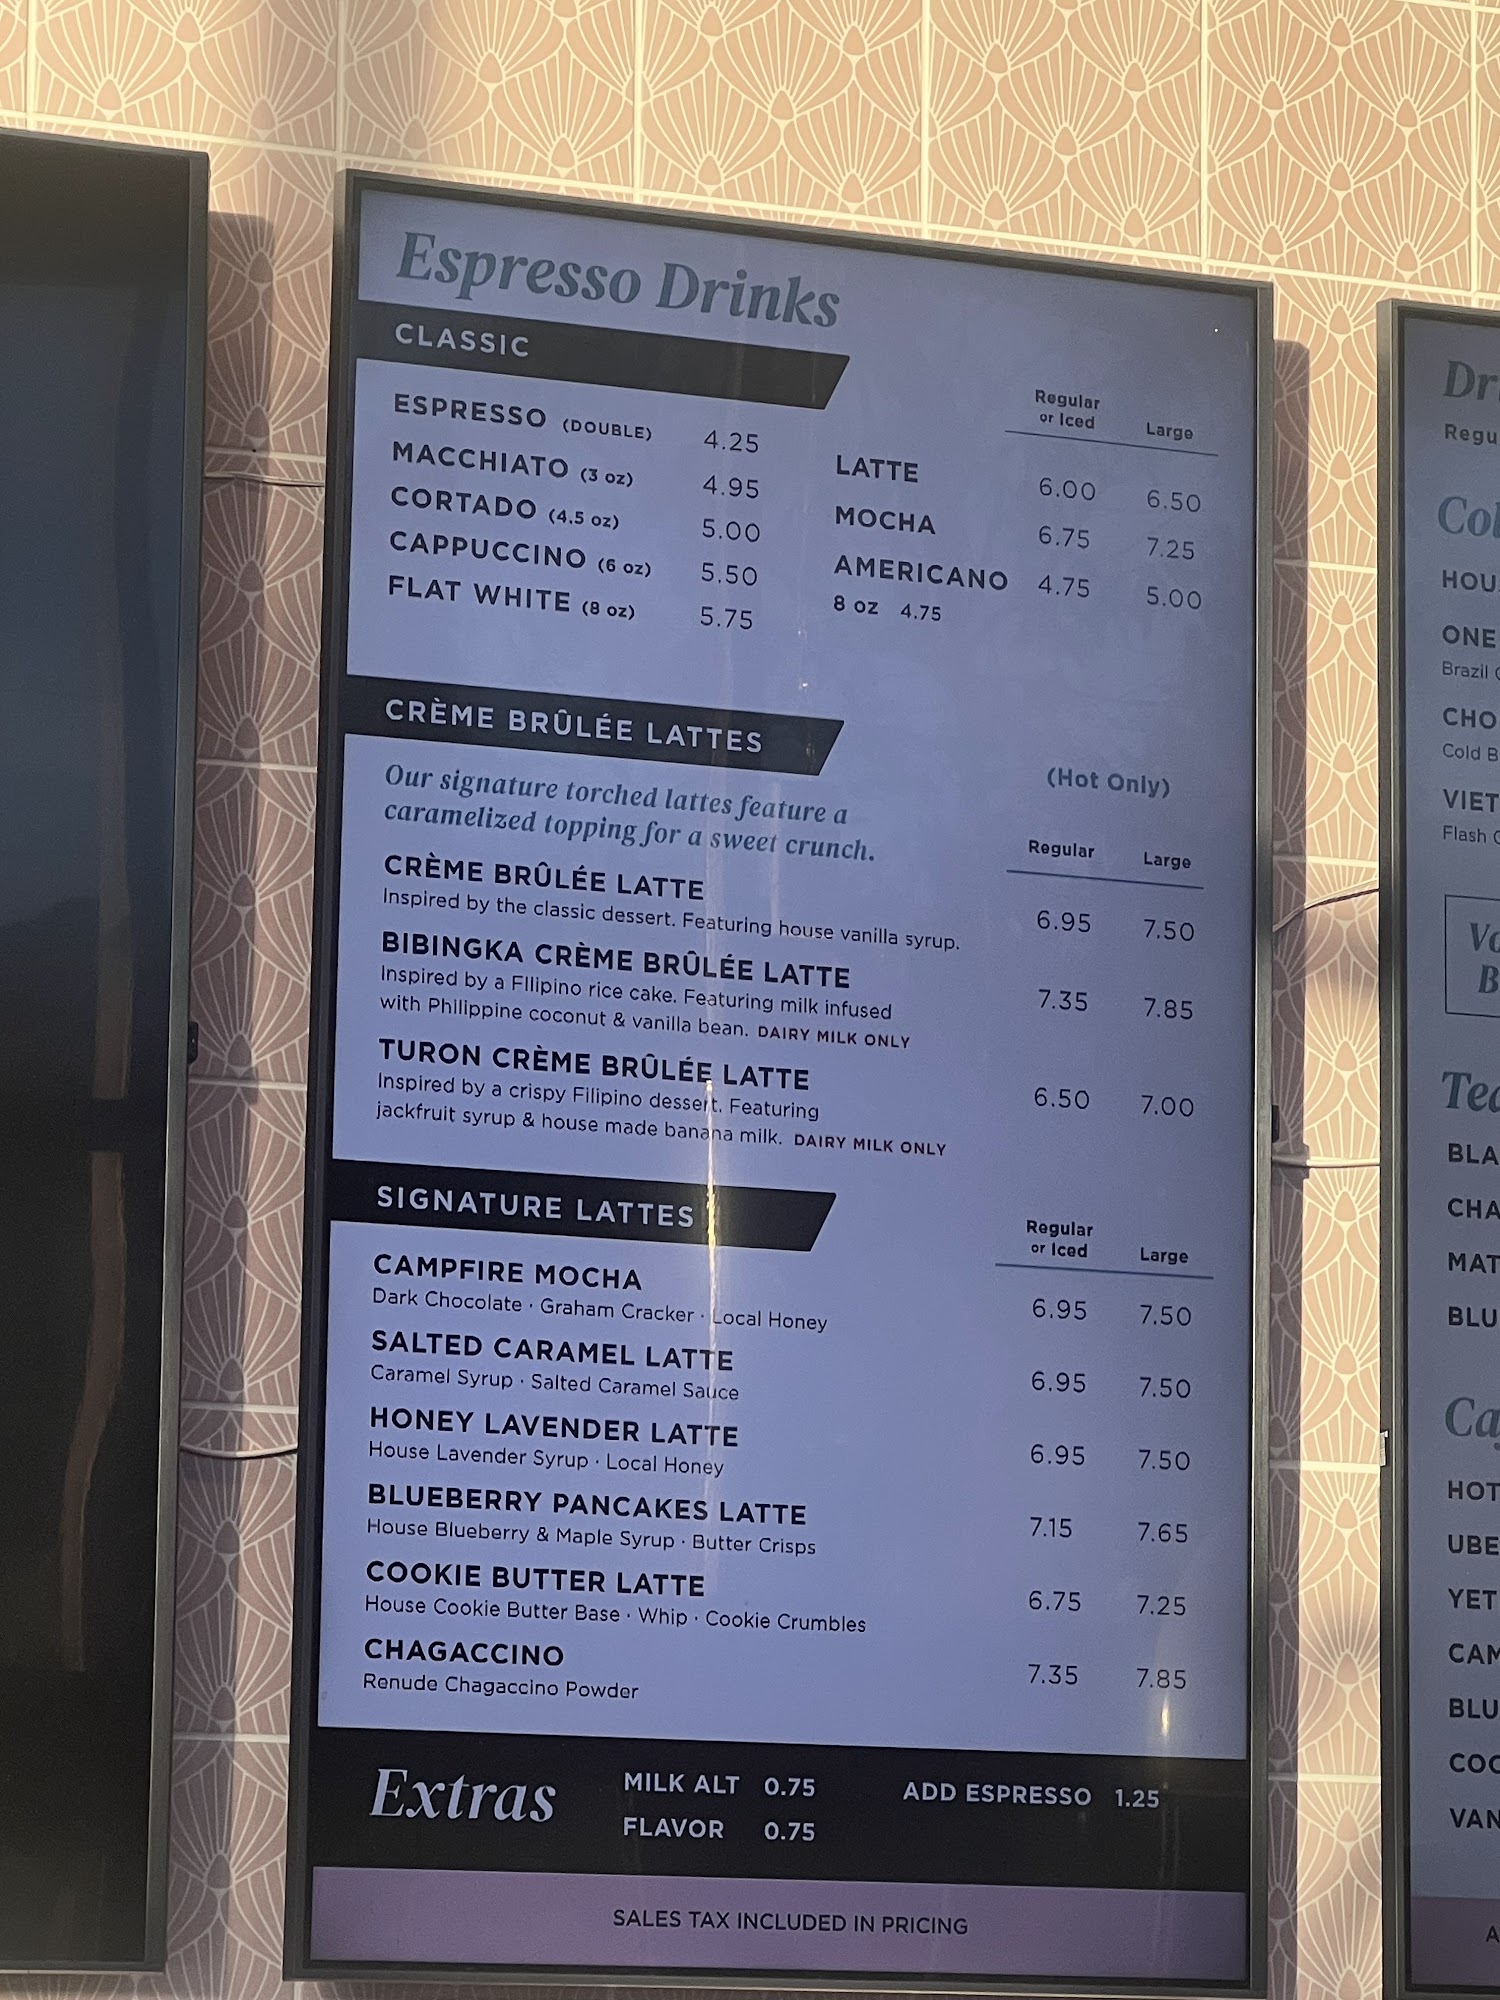 Espresso Drinks
CLASSIC
Regular or Iced Large
ESPRESSO (DOUBLE) 4.25
MACCHIATO (3 oz) 4.95
CORTADO (4.5 oz) 5.00
CAPPUCCINO (6 oz) 5.50
FLAT WHITE (8 oz) 5.75
LATTE 6.00 6.50
MOCHA 6.75 7.25
AMERICANO 4.75 5.00
8 oz 4.75
CRÈME BRÛLÉE LATTES
(Hot Only)
Our signature torched lattes feature a
caramelized topping for a sweet crunch.
Regular Large
CRÈME BRÛLÉE LATTE 6.95 7.50
Inspired by the classic dessert. Featuring house vanilla syrup.
BIBINGKA CRÈME BRÛLÉE LATTE 7.35 7.85
Inspired by a FIlipino rice cake. Featuring milk infused
with Philippine coconut & vanilla bean. DAIRY MILK ONLY
TURON CRÈME BRÛLÉE LATTE 6.50 7.00
Inspired by a crispy Filipino dessert. Featuring
jackfruit syrup & house made banana milk. DAIRY MILK ONLY
SIGNATURE LATTES
Regular or Iced Large
CAMPFIRE MOCHA 6.95 7.50
Dark Chocolate · Graham Cracker · Local Honey
SALTED CARAMEL LATTE 6.95 7.50
Caramel Syrup · Salted Caramel Sauce
HONEY LAVENDER LATTE 6.95 7.50
House Lavender Syrup · Local Honey
BLUEBERRY PANCAKES LATTE 7.15 7.65
House Blueberry & Maple Syrup · Butter Crisps
COOKIE BUTTER LATTE 6.75 7.25
House Cookie Butter Base · Whip · Cookie Crumbles
CHAGACCINO 7.35 7.85
Renude Chagaccino Powder
Extras
MILK ALT 0.75
FLAVOR 0.75
ADD ESPRESSO 1.25
SALES TAX INCLUDED IN PRICING
ONE
Brazil
Cold B